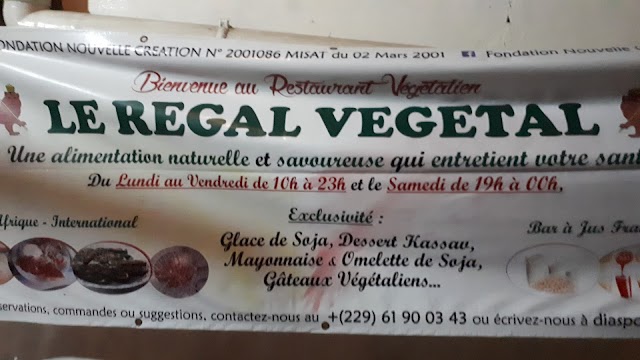 FONDATION NOUVELLE CREATION N° 2001086 MISAT du 02 Mars 2001 Fondation Nouvelle
Bienvenue au Restaurant Végétalien
LE REGAL VEGETAL
Une alimentation naturelle et savoureuse qui entretient votre sant
Du Lundi au Vendredi de 10h à 23h et le Samedi de 19h à 00h,
Afrique - International
Exclusivité :
Bar à Jus Fra
Glace de Soja, Dessert Kassau,
Mayonnaise & Omelette de Soja,
Gâteaux Végétaliens...
servations, commandes ou suggestions, contactez-nous au +(229) 61 90 03 43 ou écrivez-nous à diaspo